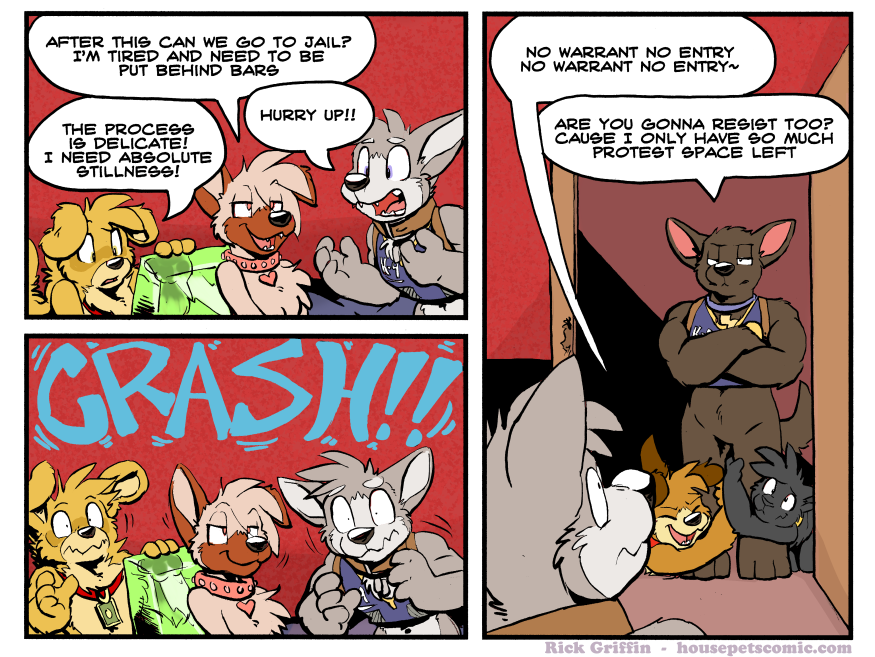 AFTER THIS CAN WE GO TO JAIL?
I'M TIRED AND NEED TO BE
PUT BEHIND BARS
THE PROCESS
IS DELICATE!
I NEED ABSOLUTE
STILLNESS!
HURRY UP!!
CRASH!!
NO WARRANT NO ENTRY
NO WARRANT NO ENTRY~
ARE YOU GONNA RESIST TOO?
CAUSE I ONLY HAVE SO MUCH
PROTEST SPACE LEFT
Rick Griffin - housepetscomic.com